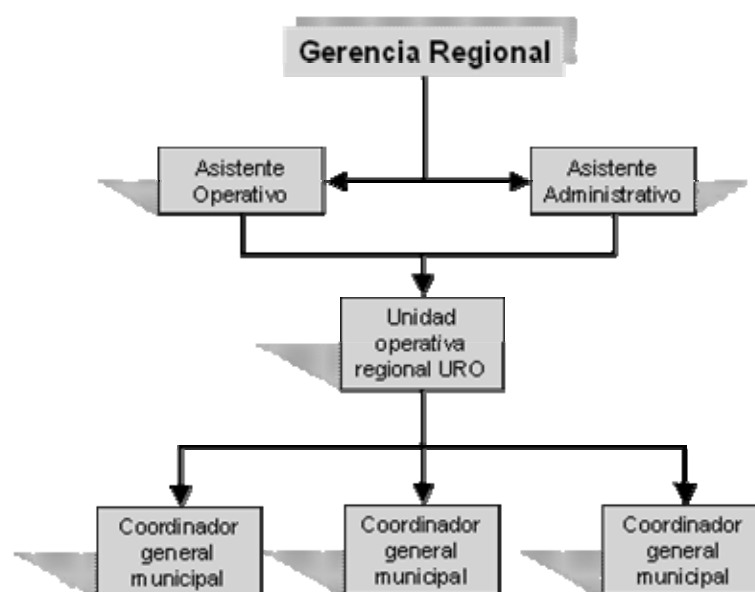 Gerencia Regional
Asistente
Operativo
Asistente
Administrativo
Unidad
operativa
regional URO
Coordinador
general
municipal
Coordinador
general
municipal
Coordinador
general
municipal